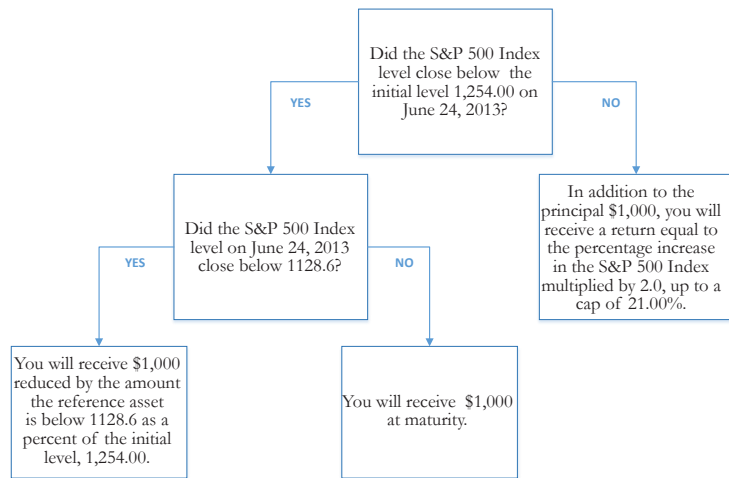 Did the S&P 500 Index
level close below the
initial level 1,254.00 on
June 24, 2013?
YES
NO
Did the S&P 500 Index
level on June 24, 2013
close below 1128.6?
In addition to the
principal $1,000, you will
receive a return equal to
the percentage increase
in the S&P 500 Index
multiplied by 2.0, up to a
cap of 21.00%.
YES
NO
You will receive $1,000
reduced by the amount
the reference asset
is below 1128.6 as a
percent of the initial
level, 1,254.00.
You will receive $1,000
at maturity.